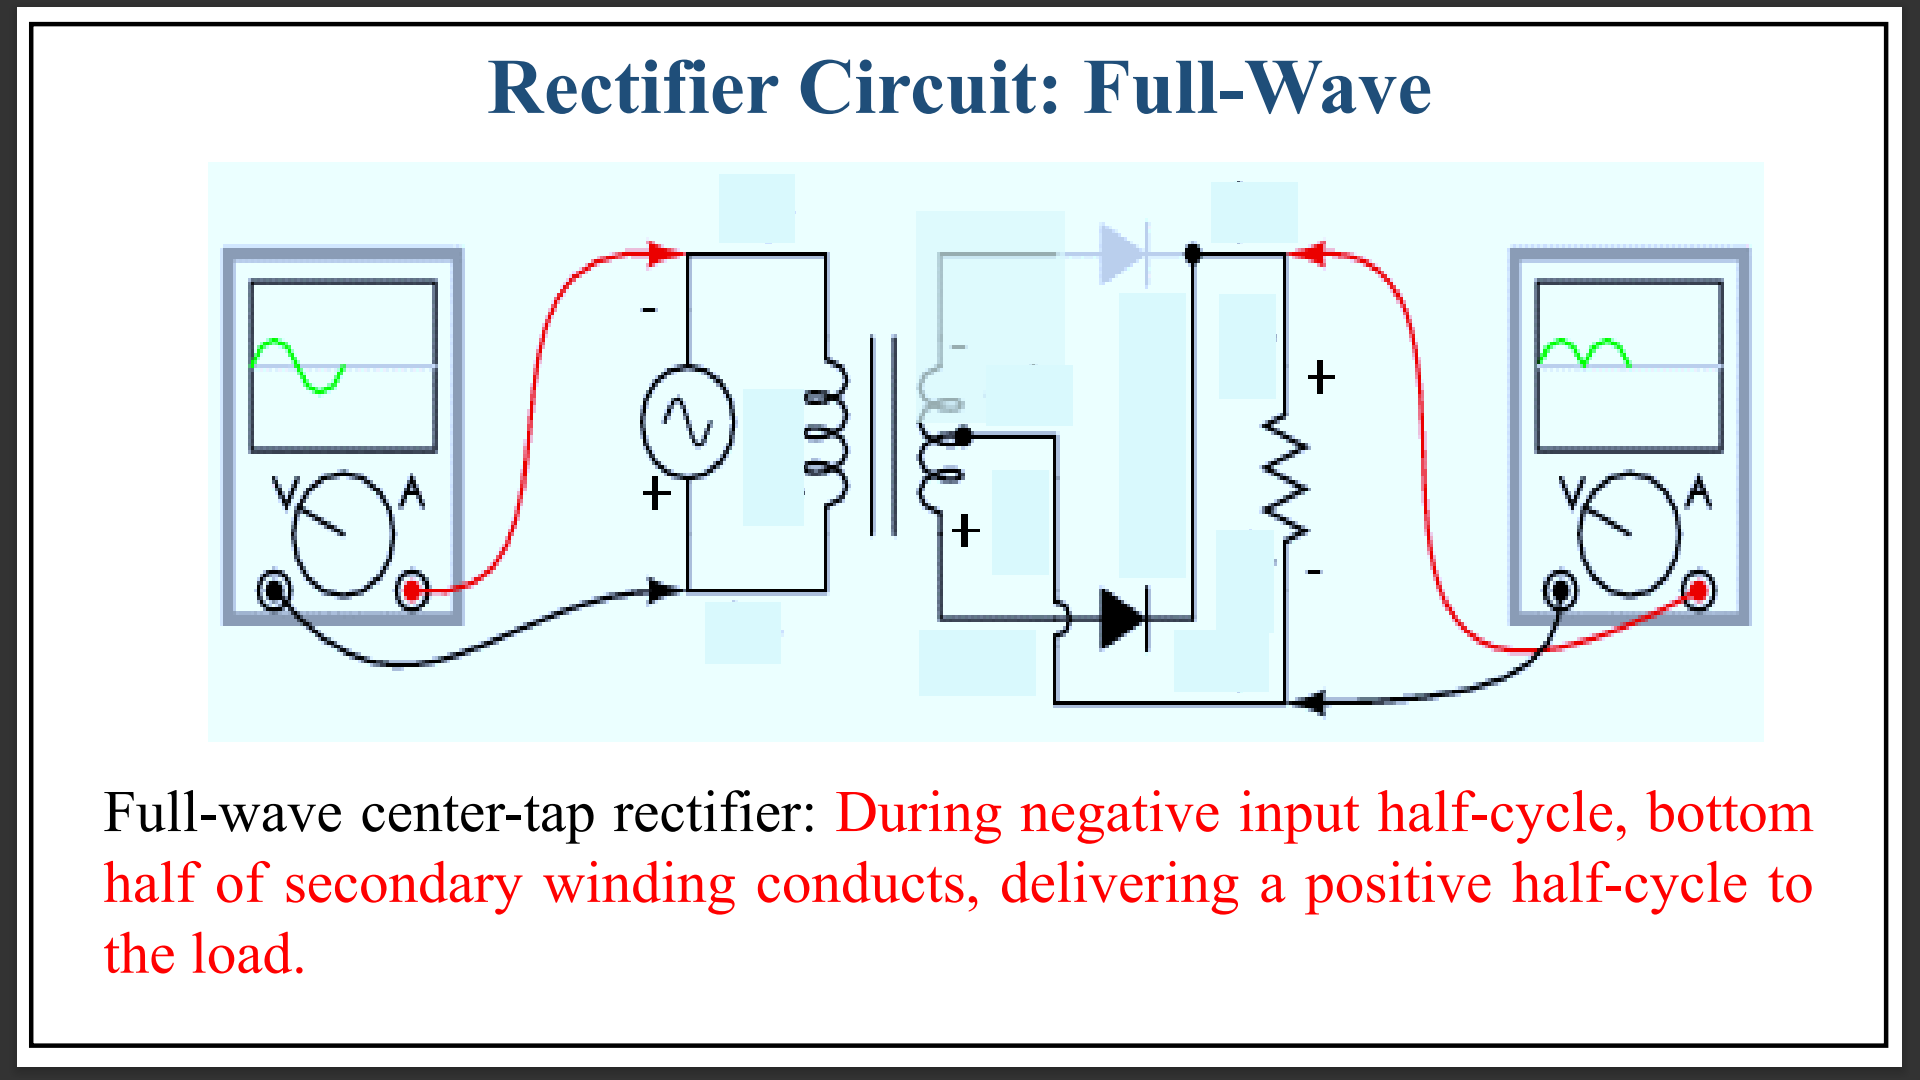 Rectifier Circuit: Full-Wave
-
+
V A
V A
+
-
+
-
Full-wave center-tap rectifier: During negative input half-cycle, bottom
half of secondary winding conducts, delivering a positive half-cycle to
the load.